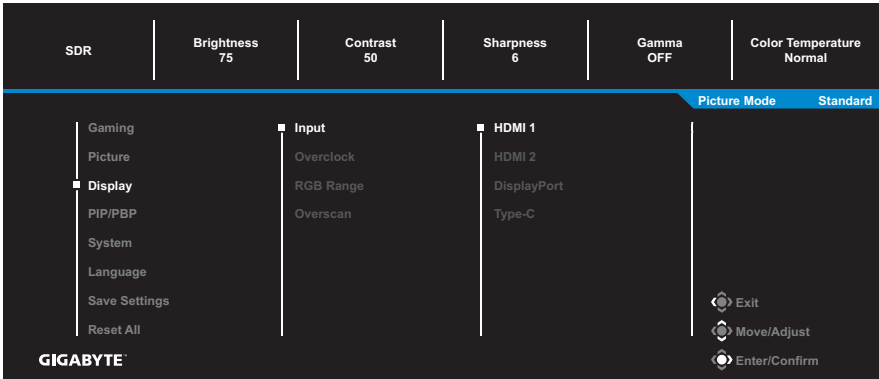 SDR
Brightness
75
Contrast
50
Sharpness
6
Gamma
OFF
Color Temperature
Normal
Picture Mode Standard
Gaming
Picture
Display
PIP/PBP
System
Language
Save Settings
Reset All
Input
Overclock
RGB Range
Overscan
HDMI 1
HDMI 2
DisplayPort
Type-C
Exit
Move/Adjust
Enter/Confirm
GIGABYTE™